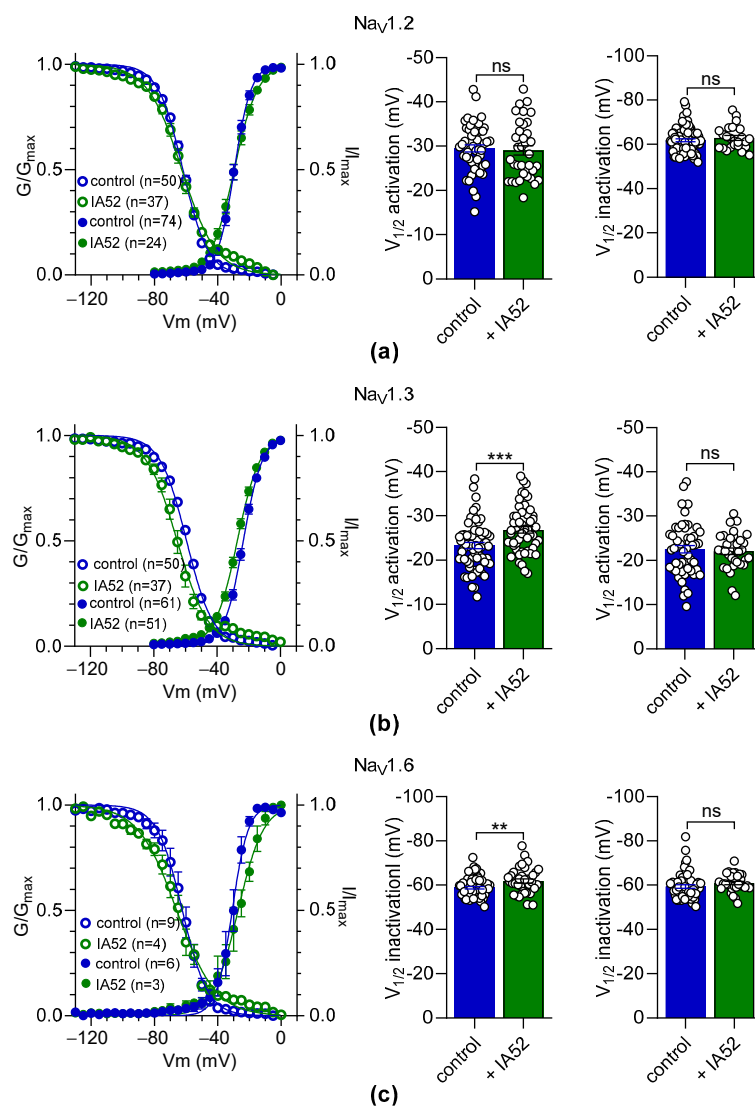 NaV1.2
1.0
0.5
0.0
G/Gmax
control (n=50)
IA52 (n=37)
control (n=74)
IA52 (n=24)
1.0
0.5
0.0
I/Imax
−120 −80 −40 0
Vm (mV)
-50
-40
-30
-20
-10
0
V1/2 activation (mV)
ns
control
+ IA52
-100
-80
-60
-40
-20
0
V1/2 inactivation (mV)
ns
control
+ IA52
(a)
NaV1.3
1.0
0.5
0.0
G/Gmax
control (n=50)
IA52 (n=37)
control (n=61)
IA52 (n=51)
1.0
0.5
0.0
I/Imax
−120 −80 −40 0
Vm (mV)
-50
-40
-30
-20
-10
0
V1/2 activation (mV)
***
control
+ IA52
-50
-40
-30
-20
-10
0
V1/2 activation (mV)
ns
control
+ IA52
(b)
NaV1.6
1.0
0.5
0.0
G/Gmax
control (n=9)
IA52 (n=4)
control (n=6)
IA52 (n=3)
1.0
0.5
0.0
I/Imax
−120 −80 −40 0
Vm (mV)
-100
-80
-60
-40
-20
0
V1/2 inactivationl (mV)
**
control
+ IA52
-100
-80
-60
-40
-20
0
V1/2 inactivation (mV)
ns
control
+ IA52
(c)